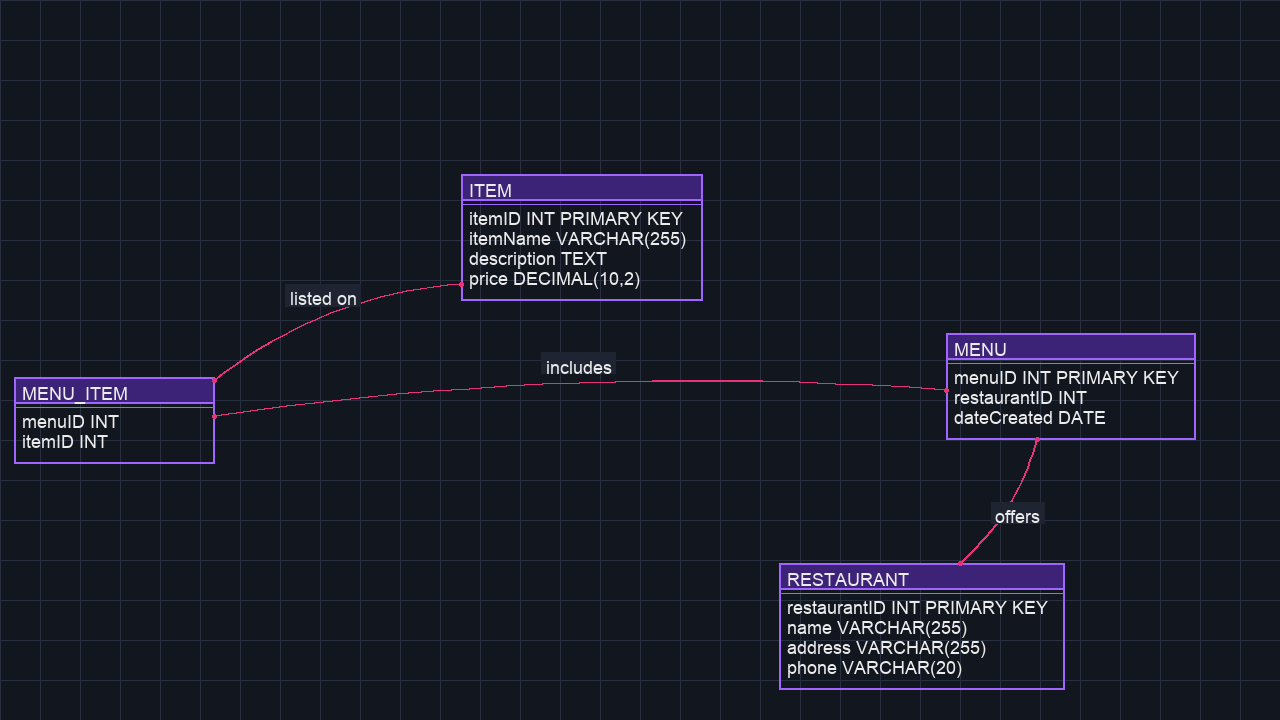 ITEM
itemID INT PRIMARY KEY
itemName VARCHAR(255)
description TEXT
price DECIMAL(10,2)
listed on
includes
MENU
menuID INT PRIMARY KEY
restaurantID INT
dateCreated DATE
MENU_ITEM
menuID INT
itemID INT
offers
RESTAURANT
restaurantID INT PRIMARY KEY
name VARCHAR(255)
address VARCHAR(255)
phone VARCHAR(20)